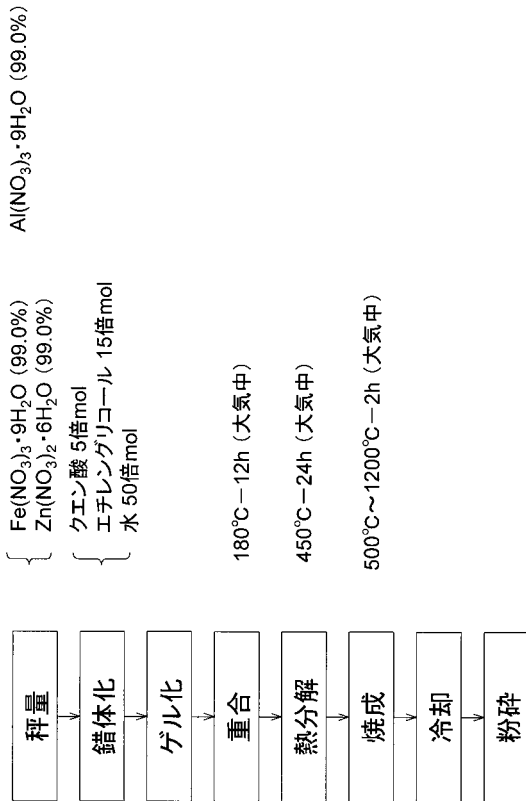 秤量
Fe(NO₃)₃・9H₂O (99.0%)
Al(NO₃)₃・9H₂O (99.0%)
Zn(NO₃)₂・6H₂O (99.0%)
錯体化
クエン酸 5倍mol
エチレングリコール 15倍mol
水 50倍mol
ゲル化
重合
180℃－12h (大気中)
熱分解
450℃－24h (大気中)
焼成
500℃～1200℃－2h (大気中)
冷却
粉砕